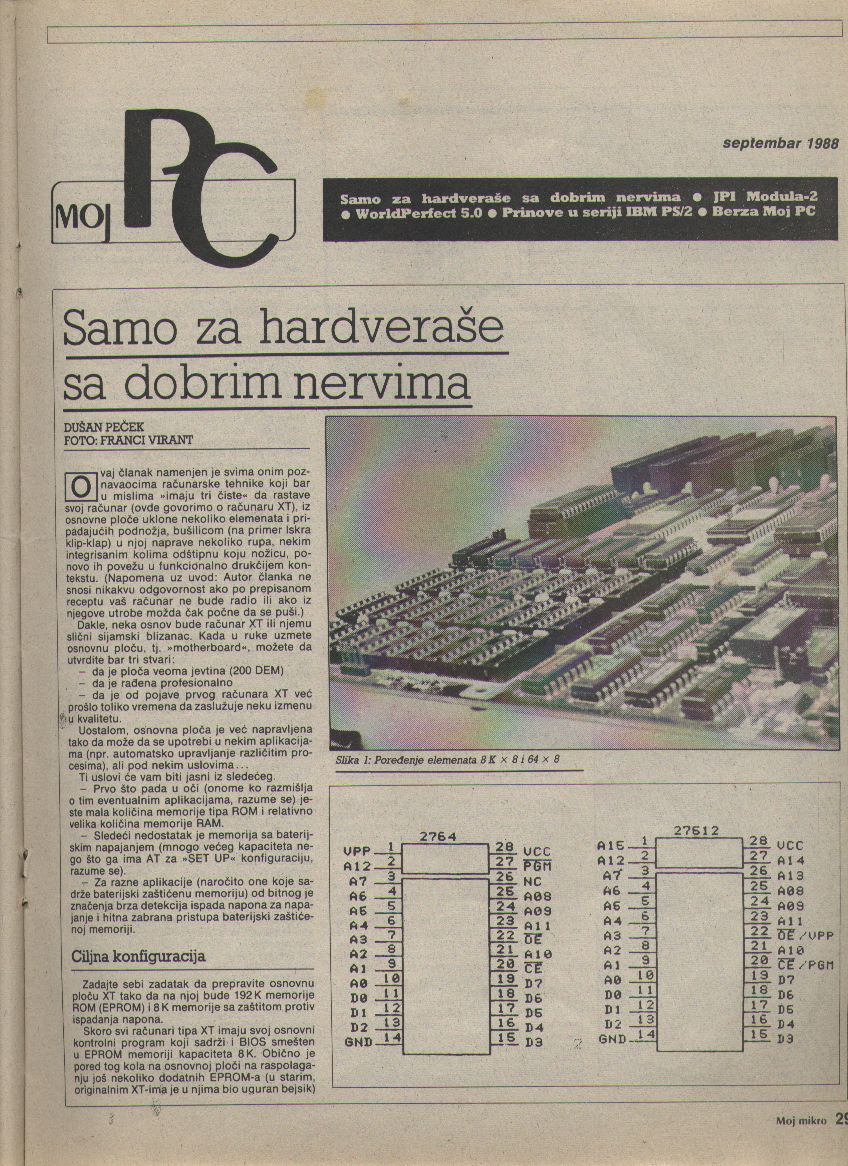 septembar 1988
MOJ PC
Samo za hardveraše sa dobrim nervima ● JPI Modula-2
● WorldPerfect 5.0 ● Prinove u seriji IBM PS/2 ● Berza Moj PC
Samo za hardveraše
sa dobrim nervima
DUŠAN PEČEK
FOTO: FRANCI VIRANT
Ovaj članak namenjen je svima onim poz-
navaocima računarske tehnike koji bar
u mislima »imaju tri čiste« da rastave
svoj računar (ovde govorimo o računaru XT), iz
osnovne ploče uklone nekoliko elemenata i pri-
padajućih podnožja, bušilicom (na primer Iskra
klip-klap) u njoj naprave nekoliko rupa, nekim
integrisanim kolima odštipnu koju nožicu, po-
novo ih povežu u funkcionalno drukčijem kon-
tekstu. (Napomena uz uvod: Autor članka ne
snosi nikakvu odgovornost ako po prepisanom
receptu vaš računar ne bude radio ili ako iz
njegove utrobe možda čak počne da se puši.)
Dakle, neka osnov bude računar XT ili njemu
slični sijamski blizanac. Kada u ruke uzmete
osnovnu ploču, tj. »motherboard«, možete da
utvrdite bar tri stvari:
– da je ploča veoma jevtina (200 DEM)
– da je rađena profesionalno
– da je od pojave prvog računara XT već
prošlo toliko vremena da zaslužuje neku izmenu
u kvalitetu.
Uostalom, osnovna ploča je već napravljena
tako da može da se upotrebi u nekim aplikacija-
ma (npr. automatsko upravljanje različitim pro-
cesima), ali pod nekim uslovima...
Ti uslovi će vam biti jasni iz sledećeg.
– Prvo što pada u oči (onome ko razmišlja
o tim eventualnim aplikacijama, razume se) je-
ste mala količina memorije tipa ROM i relativno
velika količina memorije RAM.
– Sledeći nedostatak je memorija sa baterij-
skim napajanjem (mnogo većeg kapaciteta ne-
go što ga ima AT za »SET UP« konfiguraciju,
razume se).
– Za razne aplikacije (naročito one koje sa-
drže baterijski zaštićenu memoriju) od bitnog je
značenja brza detekcija ispada napona za napa-
janje i hitna zabrana pristupa baterijski zaštiće-
noj memoriji.
Ciljna konfiguracija
Zadajte sebi zadatak da prepravite osnovnu
ploču XT tako da na njoj bude 192 K memorije
ROM (EPROM) i 8 K memorije sa zaštitom protiv
ispadanja napona.
Skoro svi računari tipa XT imaju svoj osnovni
kontrolni program koji sadrži i BIOS smešten
u EPROM memoriji kapaciteta 8 K. Obično je
pored tog kola na osnovnoj ploči na raspolaga-
nju još nekoliko dodatnih EPROM-a (u starim,
originalnim XT-ima je u njima bio uguran bejsik)
Slika 1: Poređenje elemenata 8 K × 8 i 64 × 8
2764
VPP 1 28 VCC
A12 2 27 PGM
A7 3 26 NC
A6 4 25 A08
A5 5 24 A09
A4 6 23 A11
A3 7 22 OE
A2 8 21 A10
A1 9 20 CE
A0 10 19 D7
D0 11 18 D6
D1 12 17 D5
D2 13 16 D4
GND 14 15 D3
27512
A15 1 28 VCC
A12 2 27 A14
A7 3 26 A13
A6 4 25 A08
A5 5 24 A09
A4 6 23 A11
A3 7 22 OE/VPP
A2 8 21 A10
A1 9 20 CE/PGM
A0 10 19 D7
D0 11 18 D6
D1 12 17 D5
D2 13 16 D4
GND 14 15 D3
Moj mikro 29